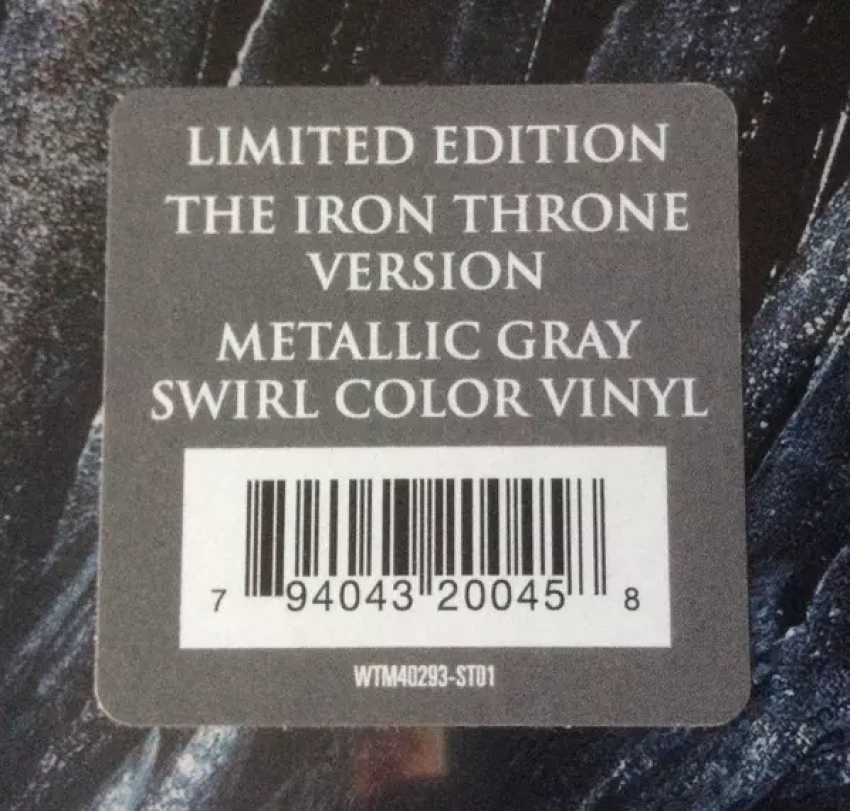 LIMITED EDITION
THE IRON THRONE
VERSION
METALLIC GRAY
SWIRL COLOR VINYL
7 94043 20045 8
WTM40293-ST01